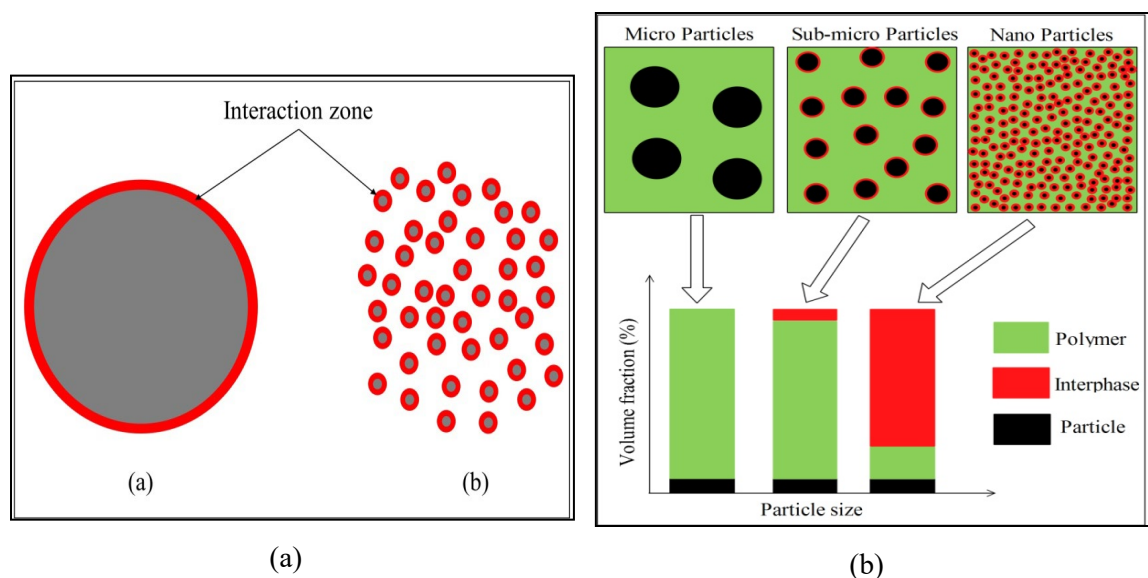 Interaction zone
(a)
(b)
(a)
Micro Particles
Sub-micro Particles
Nano Particles
Volume fraction (%)
Particle size
Polymer
Interphase
Particle
(b)